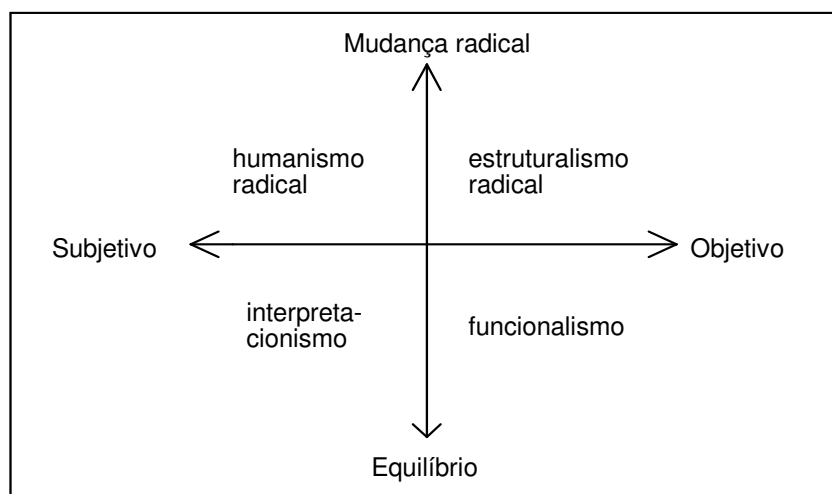 Mudança radical
humanismo
radical
estruturalismo
radical
Subjetivo
Objetivo
interpreta-
cionismo
funcionalismo
Equilíbrio